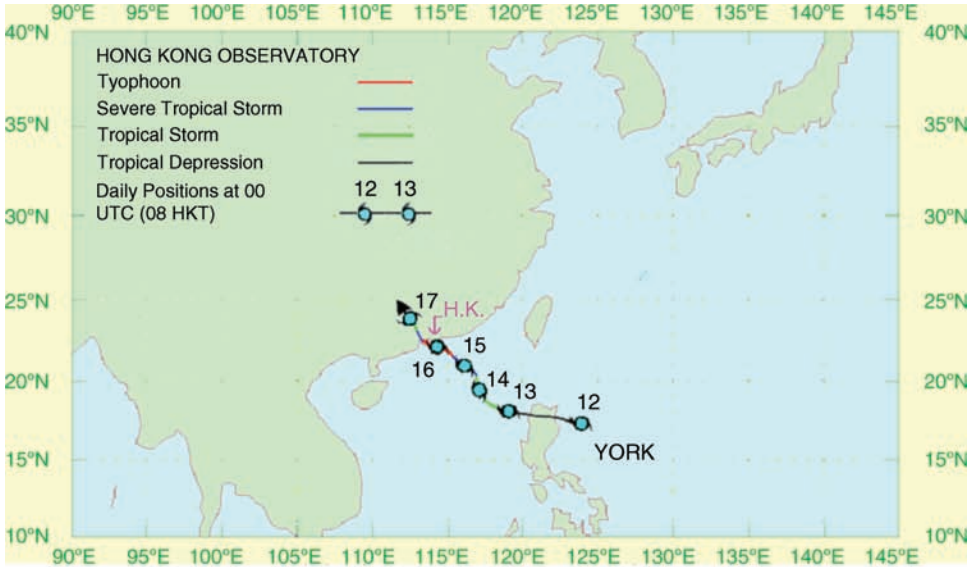 90°E 95°E 100°E 105°E 110°E 115°E 120°E 125°E 130°E 135°E 140°E 145°E
40°N 40°N
HONG KONG OBSERVATORY
Tyophoon
Severe Tropical Storm
35°N 35°N
Tropical Storm
Tropical Depression
Daily Positions at 00 12 13
UTC (08 HKT)
30°N 30°N
25°N 25°N
17 H.K.
16 15
20°N 20°N
14 13 12
YORK
15°N 15°N
10°N 10°N
90°E 95°E 100°E 105°E 110°E 115°E 120°E 125°E 130°E 135°E 140°E 145°E